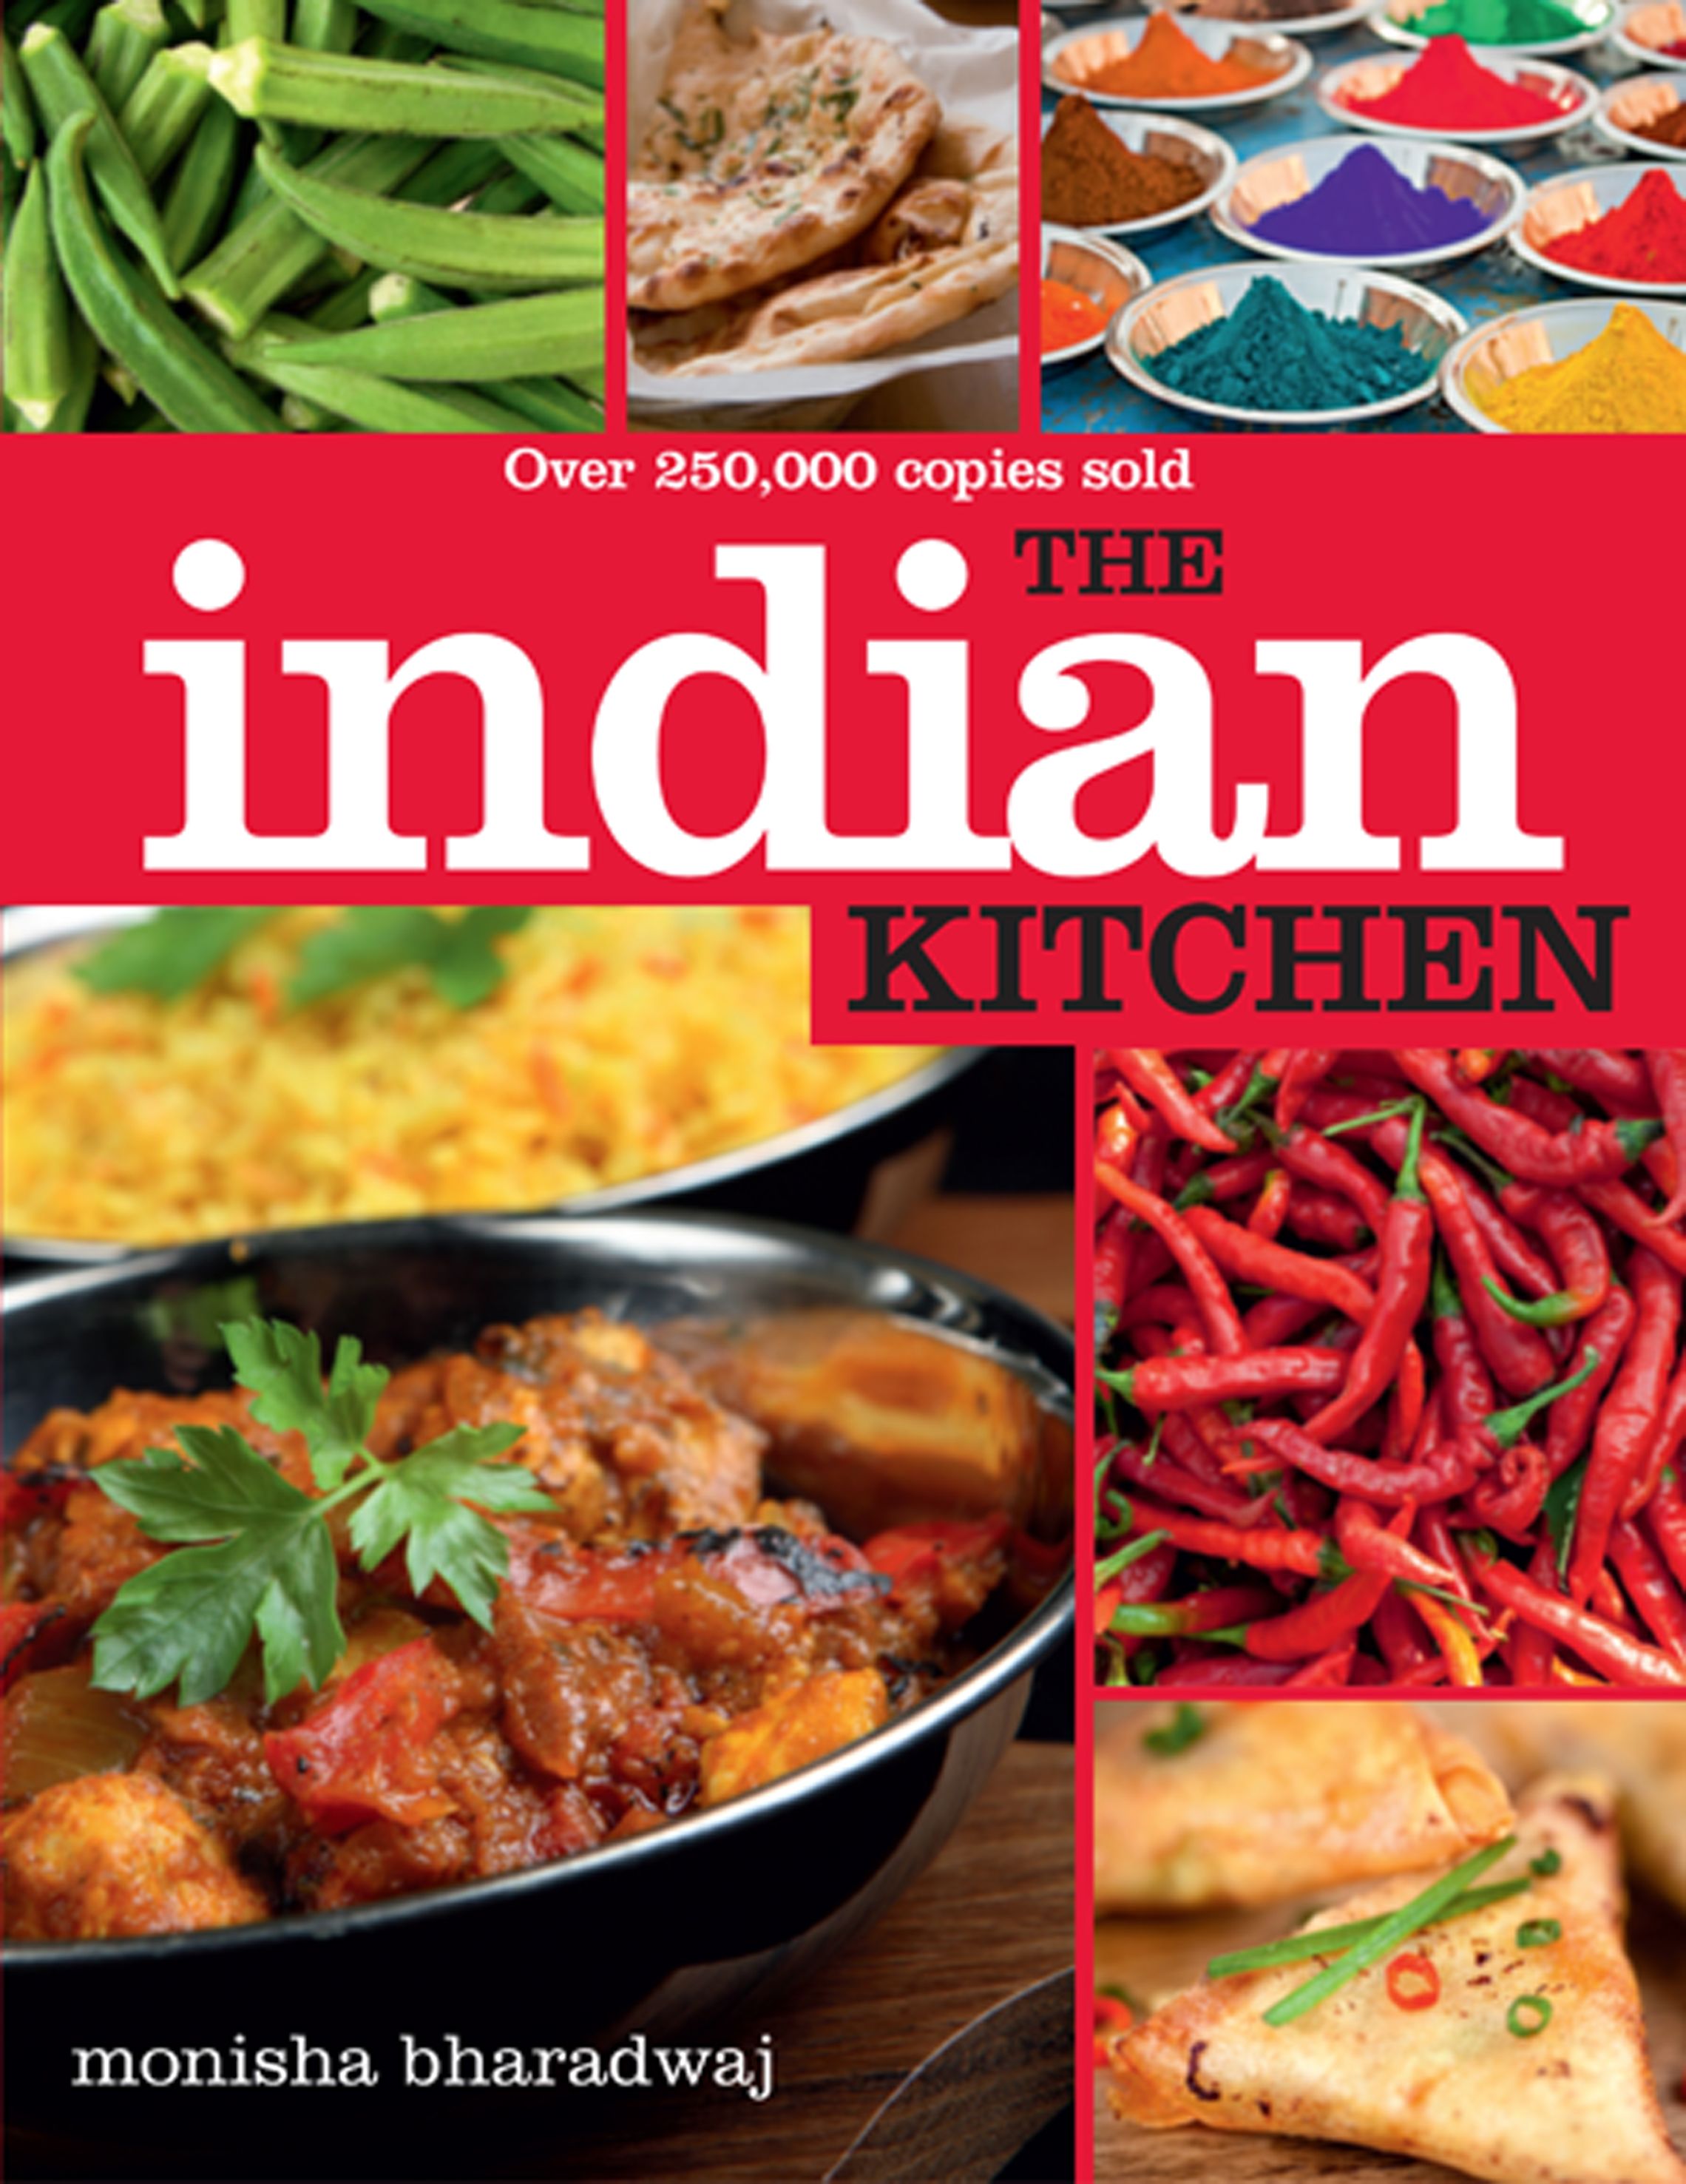 Over 250,000 copies sold
THE
indian
KITCHEN
monisha bharadwaj